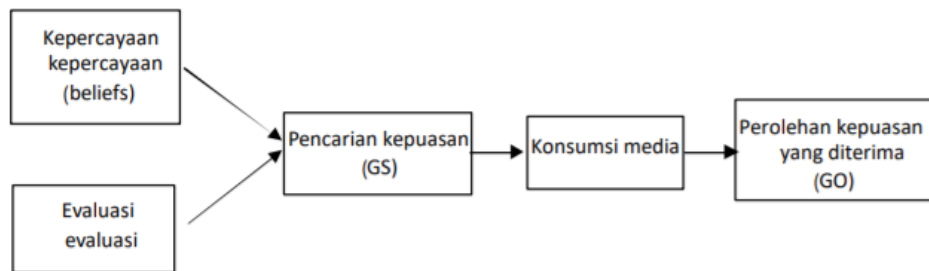 Kepercayaan
kepercayaan
(beliefs)
Evaluasi
evaluasi
Pencarian kepuasan
(GS)
Konsumsi media
Perolehan kepuasan
yang diterima
(GO)